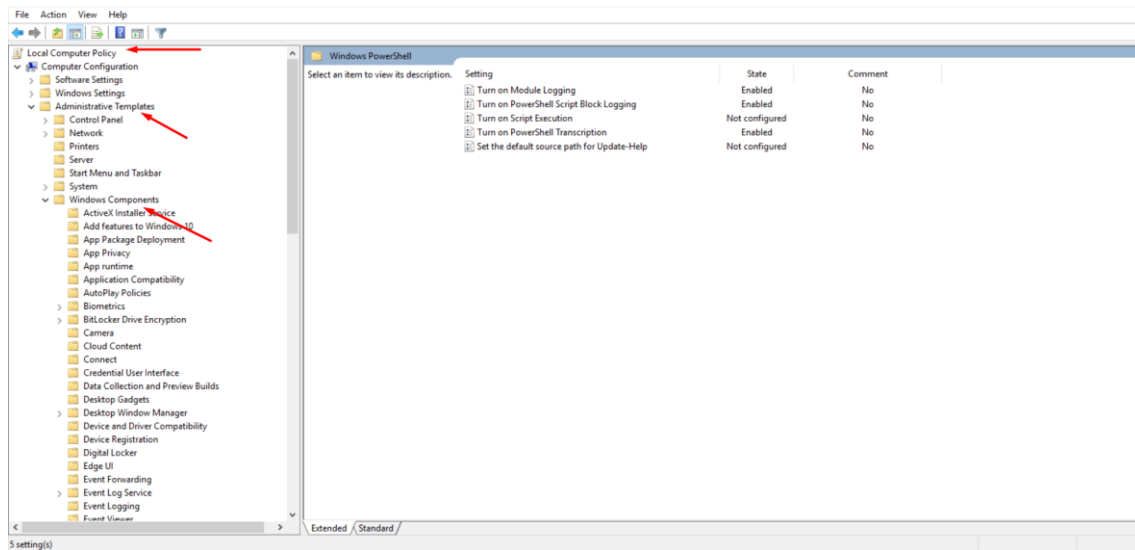 File Action View Help
Local Computer Policy
Computer Configuration
Software Settings
Windows Settings
Administrative Templates
Control Panel
Network
Printers
Server
Start Menu and Taskbar
System
Windows Components
ActiveX Installer Service
Add features to Windows 10
App Package Deployment
App Privacy
App runtime
Application Compatibility
AutoPlay Policies
Biometrics
BitLocker Drive Encryption
Camera
Cloud Content
Connect
Credential User Interface
Data Collection and Preview Builds
Desktop Gadgets
Desktop Window Manager
Device and Driver Compatibility
Device Registration
Digital Locker
Edge UI
Event Forwarding
Event Log Service
Event Logging
Event Viewer
Windows PowerShell
Select an item to view its description.
Setting State Comment
Turn on Module Logging Enabled No
Turn on PowerShell Script Block Logging Enabled No
Turn on Script Execution Not configured No
Turn on PowerShell Transcription Enabled No
Set the default source path for Update-Help Not configured No
Extended Standard
5 setting(s)